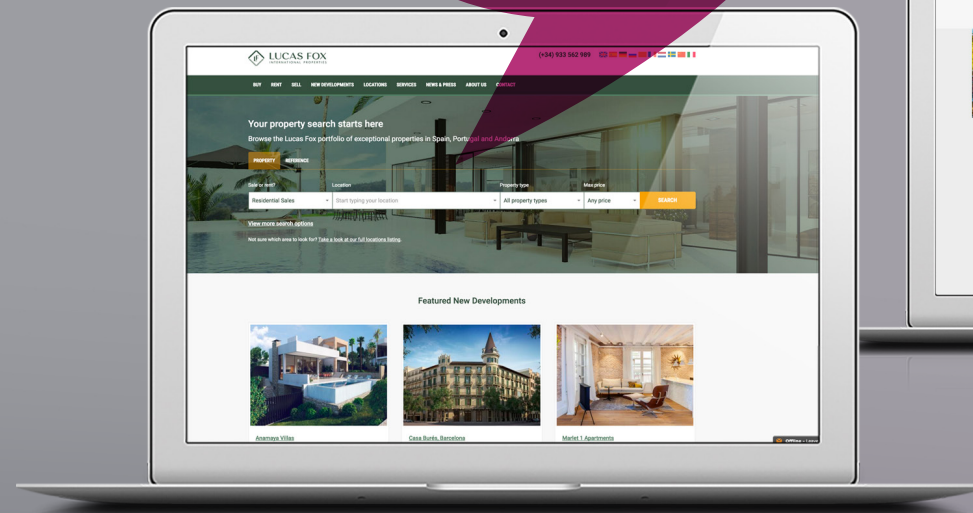 LUCAS FOX
INTERNATIONAL PROPERTIES
(+34) 933 562 989
BUY RENT SELL NEW DEVELOPMENTS LOCATIONS SERVICES NEWS & PRESS ABOUT US CONTACT
Your property search starts here
Browse the Lucas Fox portfolio of exceptional properties in Spain, Portugal and Andorra
PROPERTY REFERENCE
Sale or rent? Location Property type Max price
Residential Sales Start typing your location All property types Any price SEARCH
View more search options
Not sure which area to look for? Take a look at our full locations listing.
Featured New Developments
Anamaya Villas Casa Burés, Barcelona Marlet 1 Apartments
Offline - Leave